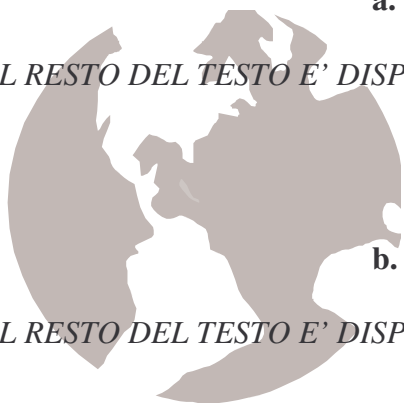 a.
L RESTO DEL TESTO E’ DISP
b.
L RESTO DEL TESTO E’ DISP